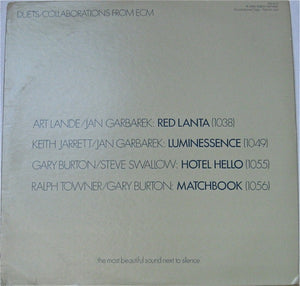 DUETS/COLLABORATIONS FROM ECM
ART LANDE/JAN GARBAREK: RED LANTA (1038)
KEITH JARRETT/JAN GARBAREK: LUMINESSENCE (1049)
GARY BURTON/STEVE SWALLOW: HOTEL HELLO (1055)
RALPH TOWNER/GARY BURTON: MATCHBOOK (1056)
the most beautiful sound next to silence